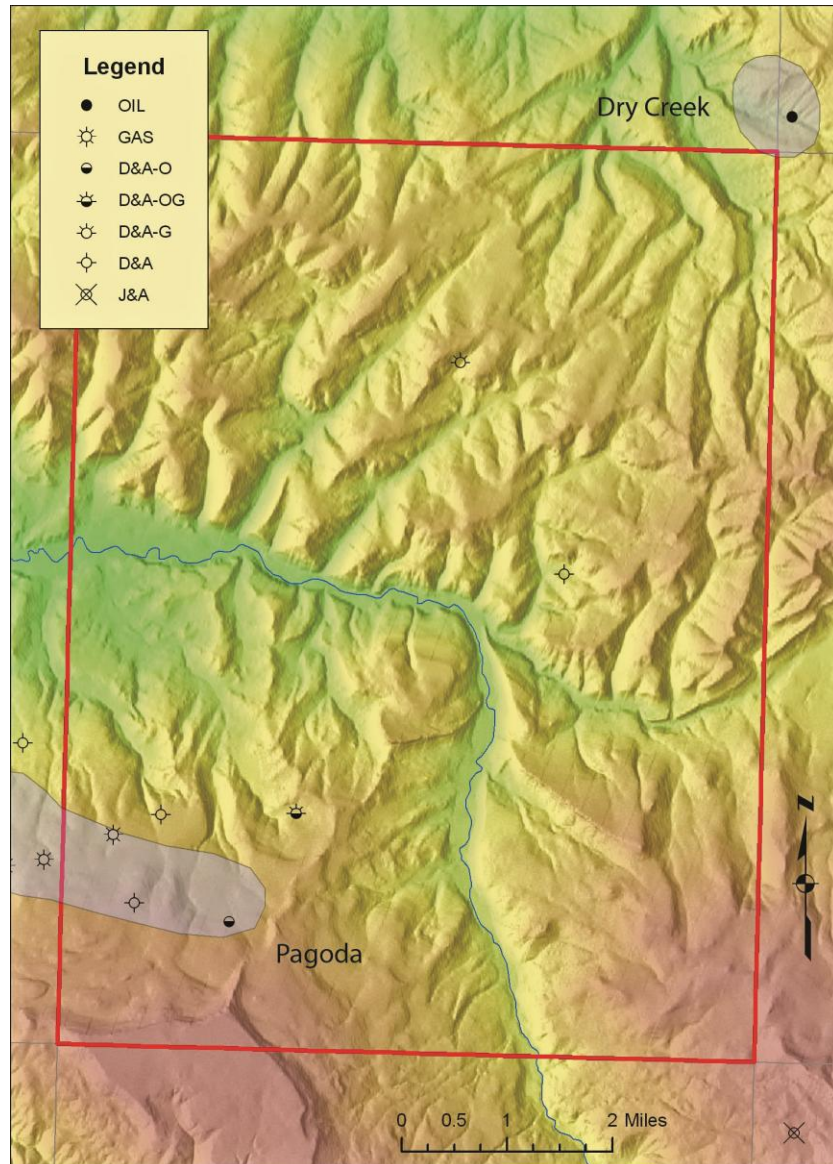 Legend
OIL
GAS
D&A-O
D&A-OG
D&A-G
D&A
J&A
Dry Creek
Pagoda
N
0 0.5 1 2 Miles